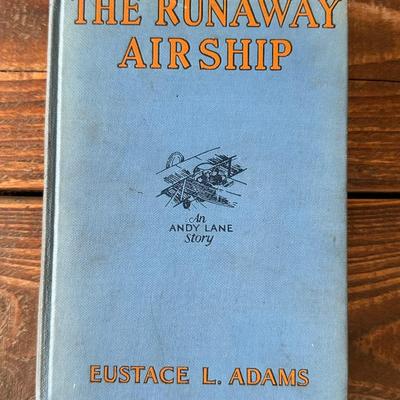 THE RUNAWAY
AIRSHIP
An
ANDY LANE
Story
EUSTACE L. ADAMS